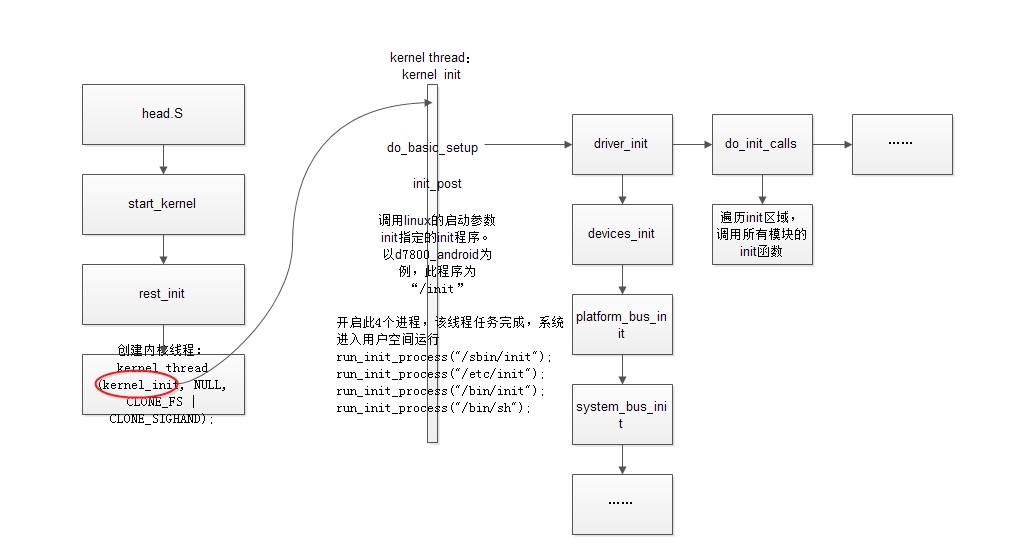 head.S
start_kernel
rest_init
创建内核线程：
kernel_thread
(kernel_init, NULL,
CLONE_FS |
CLONE_SIGHAND);
kernel thread：
kernel init
do_basic_setup
init_post
调用linux的启动参数
init指定的init程序。
以d7800_android为
例，此程序为
“/init”
开启此4个进程，该线程任务完成，系统
进入用户空间运行
run_init_process("/sbin/init");
run_init_process("/etc/init");
run_init_process("/bin/init");
run_init_process("/bin/sh");
driver_init
devices_init
platform_bus_in
it
system_bus_ini
t
……
do_init_calls
遍历init区域，
调用所有模块的
init函数
……